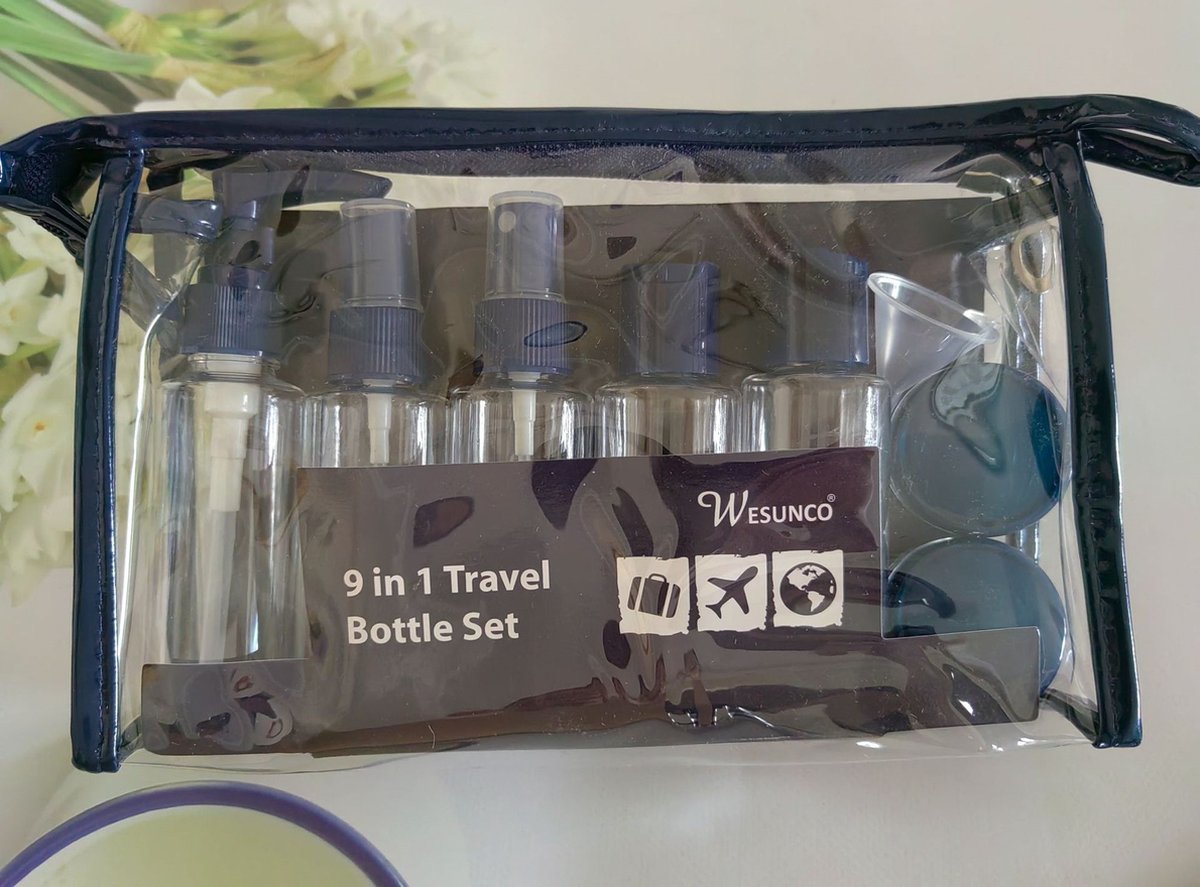 WESUNCO®
9 in 1 Travel
Bottle Set